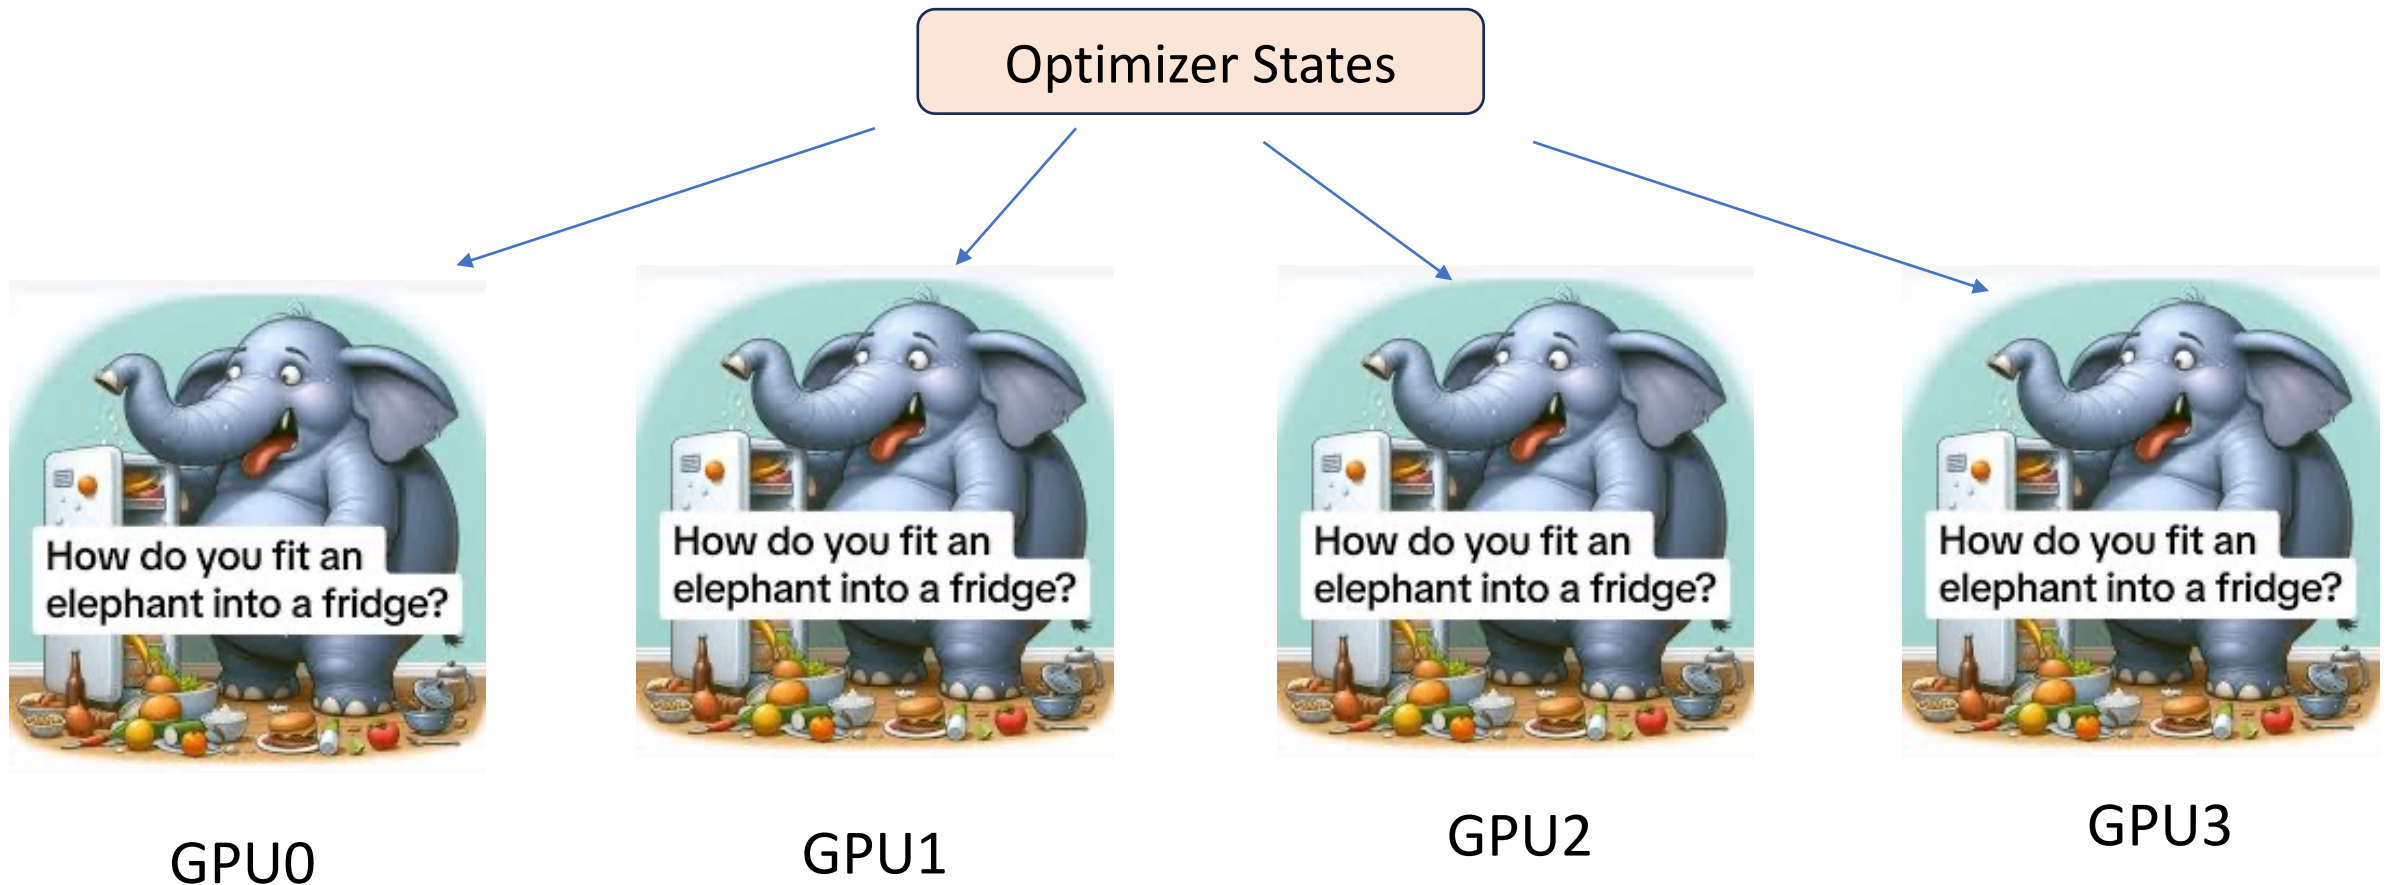 Optimizer States
How do you fit an
elephant into a fridge?
How do you fit an
elephant into a fridge?
How do you fit an
elephant into a fridge?
How do you fit an
elephant into a fridge?
GPU0
GPU1
GPU2
GPU3